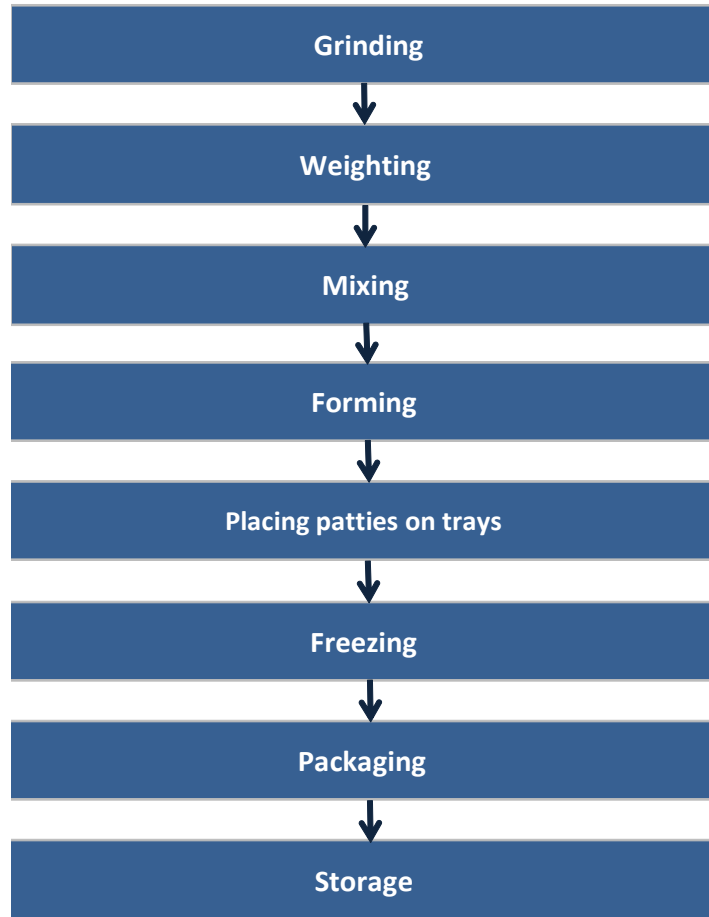 Grinding
Weighting
Mixing
Forming
Placing patties on trays
Freezing
Packaging
Storage